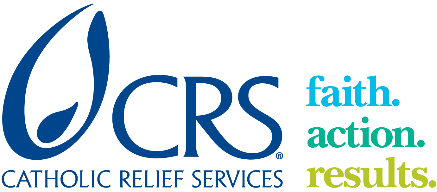 CRS®
CATHOLIC RELIEF SERVICES
faith.
action.
results.